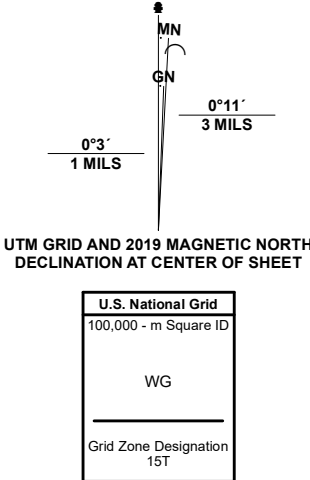 MN
GN
0°11´
3 MILS
0°3´
1 MILS
UTM GRID AND 2019 MAGNETIC NORTH
DECLINATION AT CENTER OF SHEET
U.S. National Grid
100,000 - m Square ID
WG
Grid Zone Designation
15T